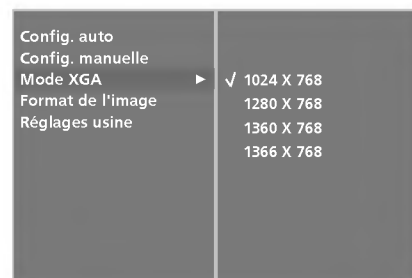 Config. auto
Config. manuelle
Mode XGA ►
Format de l'image
Réglages usine
√ 1024 X 768
1280 X 768
1360 X 768
1366 X 768